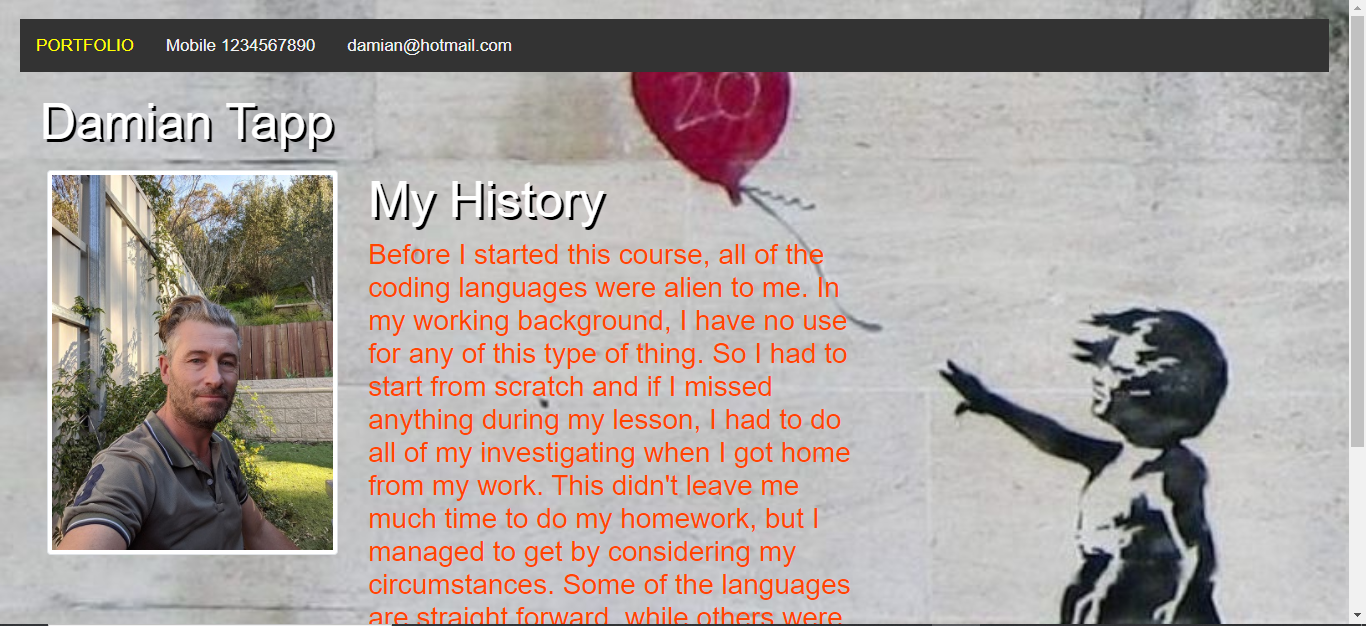 PORTFOLIO Mobile 1234567890 damian@hotmail.com
20
Damian Tapp
My History
Before I started this course, all of the
coding languages were alien to me. In
my working background, I have no use
for any of this type of thing. So I had to
start from scratch and if I missed
anything during my lesson, I had to do
all of my investigating when I got home
from my work. This didn't leave me
much time to do my homework, but I
managed to get by considering my
circumstances. Some of the languages
are straight forward, while others were